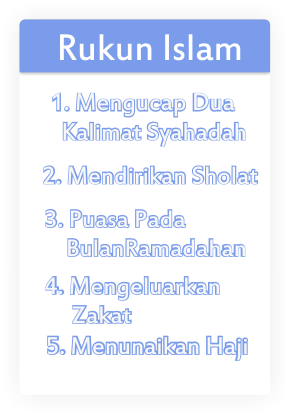 Rukun Islam
1. Mengucap Dua
Kalimat Syahadah
2. Mendirikan Sholat
3. Puasa Pada
BulanRamadahan
4. Mengeluarkan
Zakat
5. Menunaikan Haji